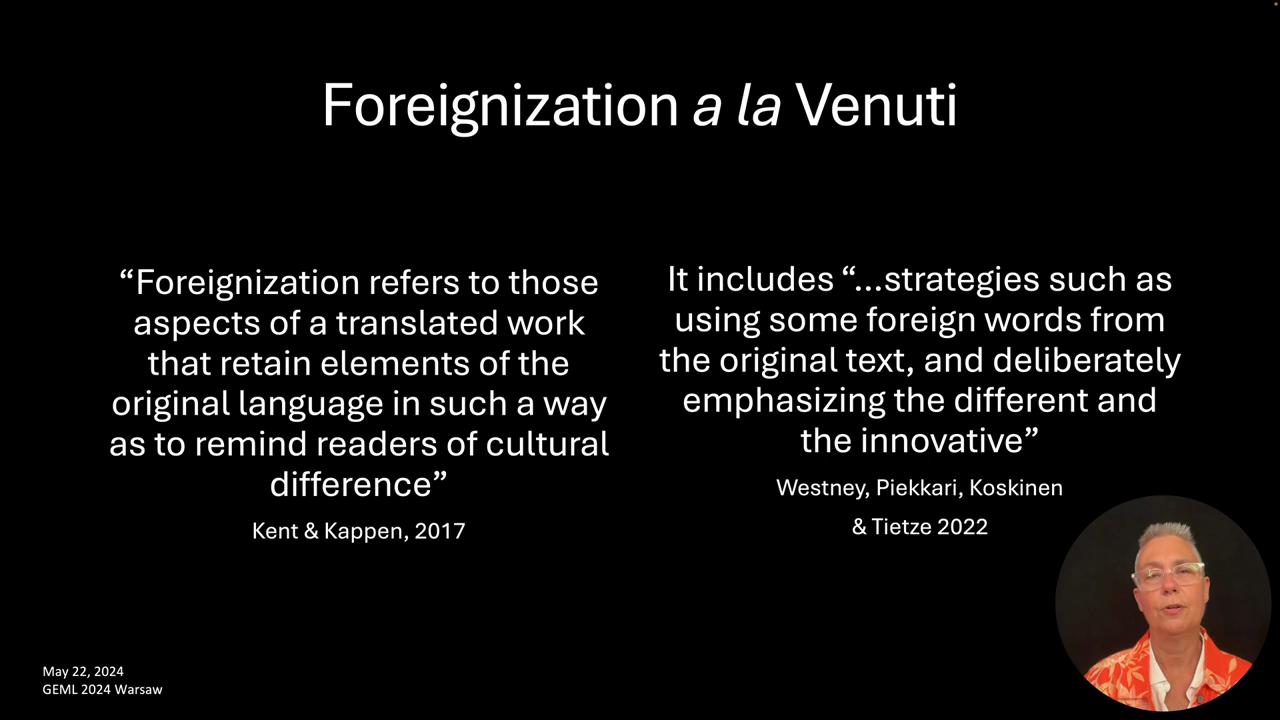 Foreignization a la Venuti
“Foreignization refers to those
aspects of a translated work
that retain elements of the
original language in such a way
as to remind readers of cultural
difference”
Kent & Kappen, 2017
It includes “...strategies such as
using some foreign words from
the original text, and deliberately
emphasizing the different and
the innovative”
Westney, Piekkari, Koskinen
& Tietze 2022
May 22, 2024
GEML 2024 Warsaw